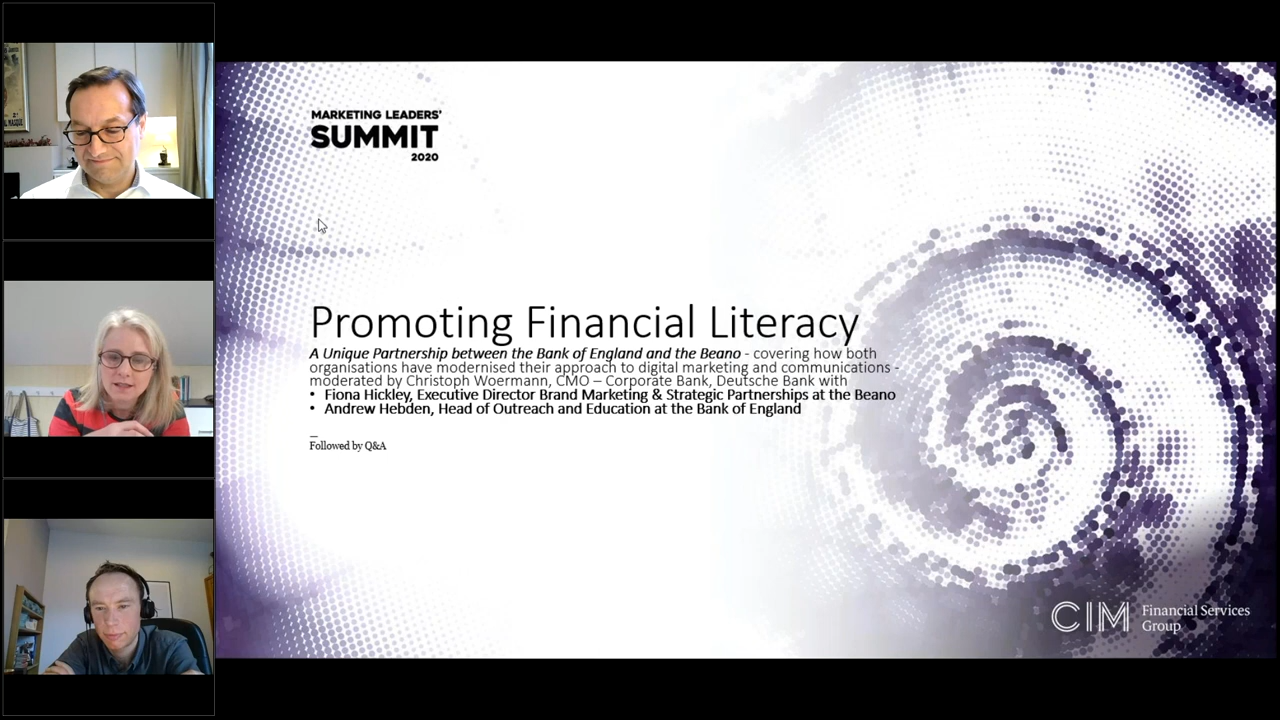 MARKETING LEADERS'
SUMMIT
2020
Promoting Financial Literacy
A Unique Partnership between the Bank of England and the Beano - covering how both
organisations have modernised their approach to digital marketing and communications -
moderated by Christoph Woermann, CMO – Corporate Bank, Deutsche Bank with
• Fiona Hickley, Executive Director Brand Marketing & Strategic Partnerships at the Beano
• Andrew Hebden, Head of Outreach and Education at the Bank of England
—
Followed by Q&A
CIM Financial Services
Group